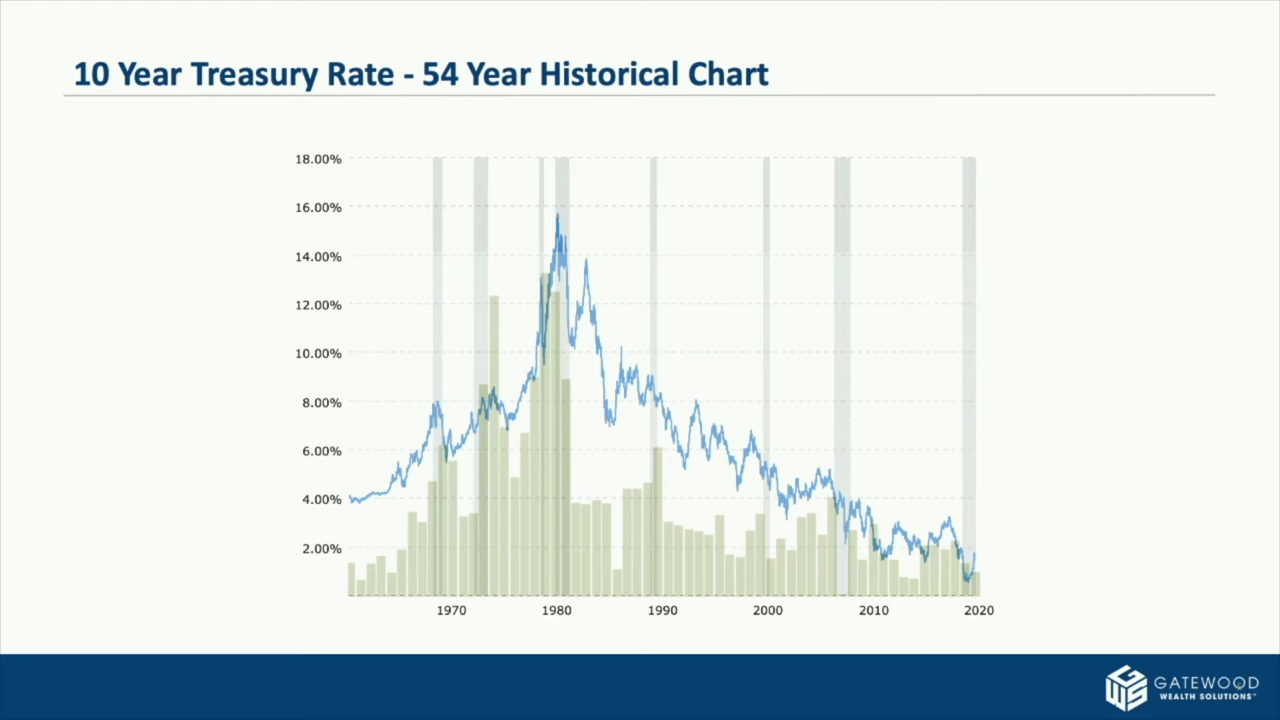 10 Year Treasury Rate - 54 Year Historical Chart
18.00%
16.00%
14.00%
12.00%
10.00%
8.00%
6.00%
4.00%
2.00%
1970 1980 1990 2000 2010 2020
GATEWOOD
WEALTH SOLUTIONS™